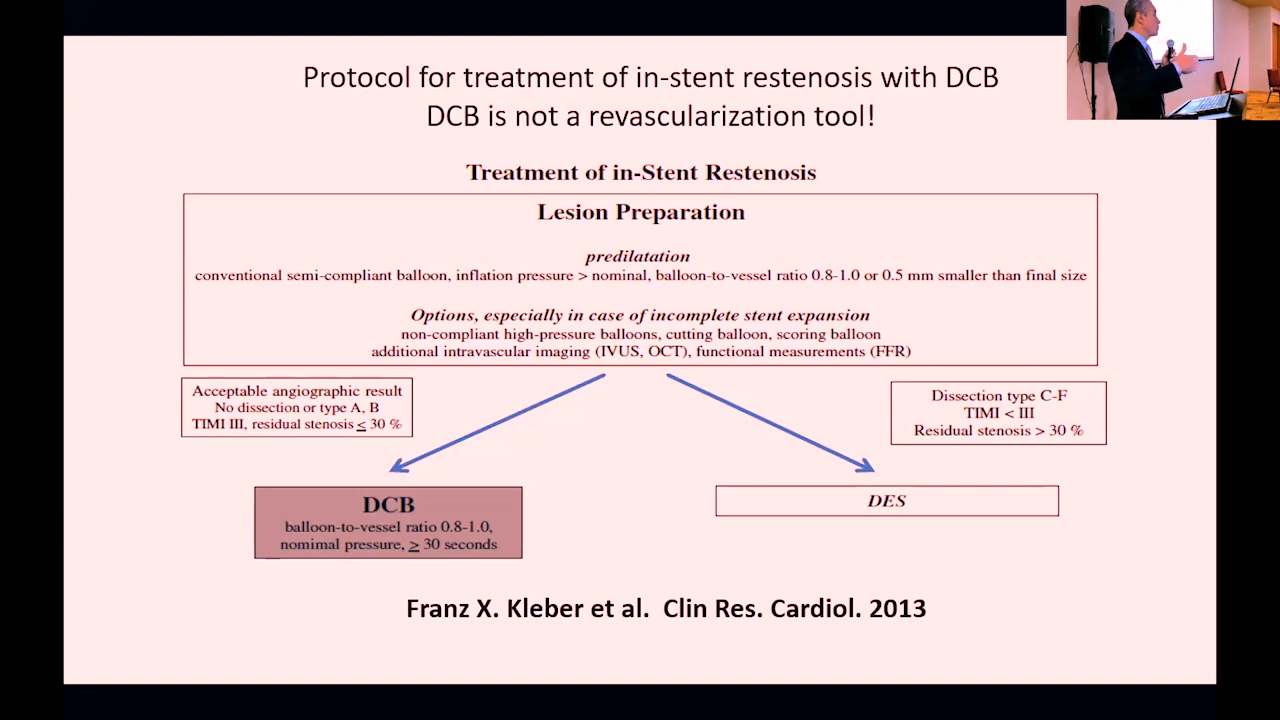 Protocol for treatment of in-stent restenosis with DCB
DCB is not a revascularization tool!
Treatment of in-Stent Restenosis
Lesion Preparation
predilatation
conventional semi-compliant balloon, inflation pressure > nominal, balloon-to-vessel ratio 0.8-1.0 or 0.5 mm smaller than final size
Options, especially in case of incomplete stent expansion
non-compliant high-pressure balloons, cutting balloon, scoring balloon
additional intravascular imaging (IVUS, OCT), functional measurements (FFR)
Acceptable angiographic result
No dissection or type A, B
TIMI III, residual stenosis ≤ 30 %
Dissection type C-F
TIMI < III
Residual stenosis > 30 %
DCB
balloon-to-vessel ratio 0.8-1.0,
nomimal pressure, ≥ 30 seconds
DES
Franz X. Kleber et al. Clin Res. Cardiol. 2013